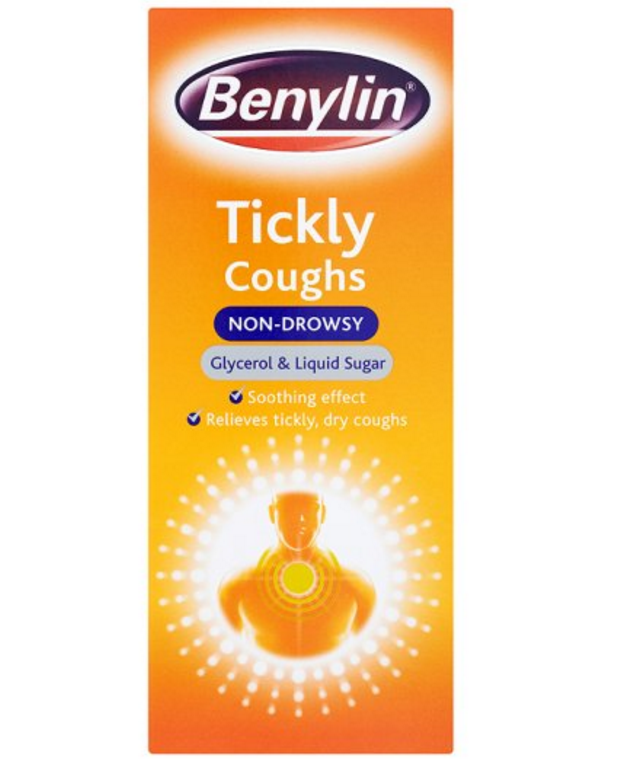 Benylin®
Tickly
Coughs
NON-DROWSY
Glycerol & Liquid Sugar
Soothing effect
Relieves tickly, dry coughs